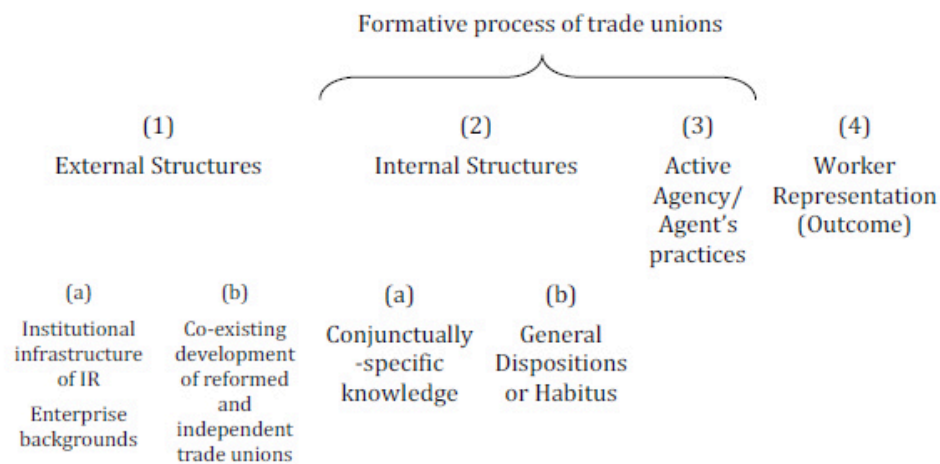 Formative process of trade unions
(1)
External Structures
(2)
Internal Structures
(3)
Active
Agency/
Agent's
practices
(4)
Worker
Representation
(Outcome)
(a)
Institutional
infrastructure
of IR
Enterprise
backgrounds
(b)
Co-existing
development
of reformed
and
independent
trade unions
(a)
Conjunctually
-specific
knowledge
(b)
General
Dispositions
or Habitus